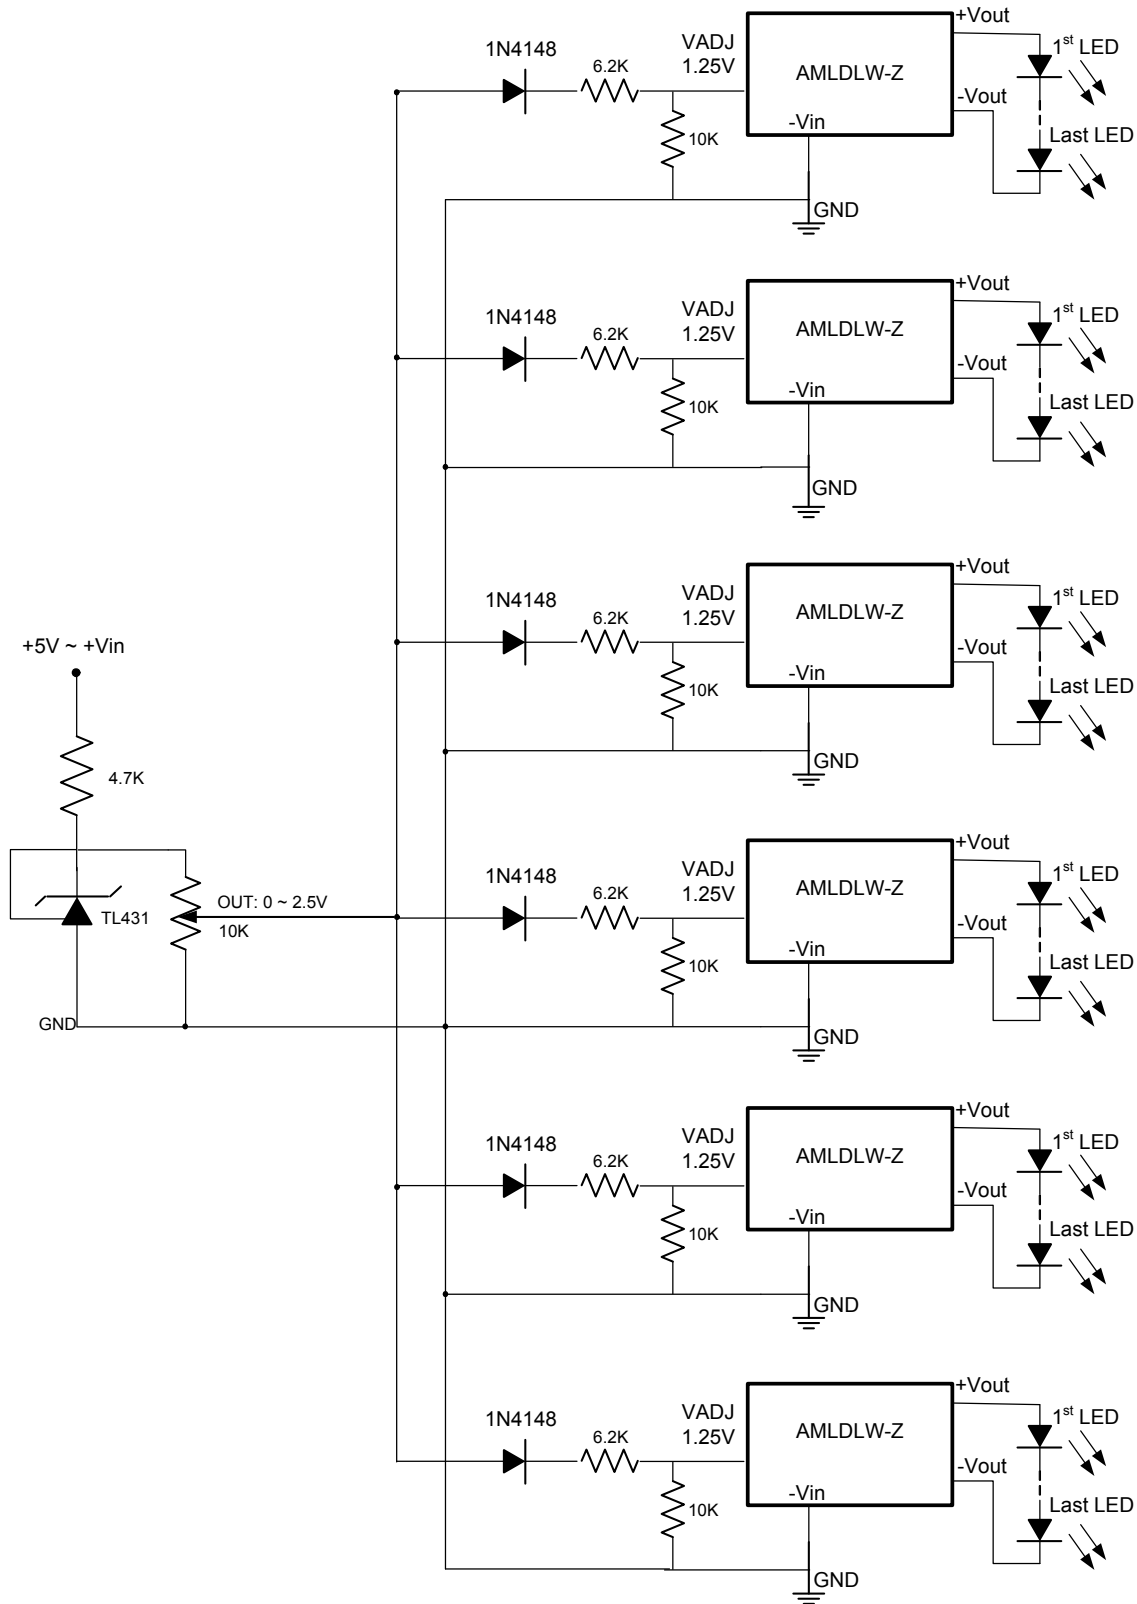 +Vout
1N4148
VADJ
1st LED
6.2K
1.25V
AMLDLW-Z
-Vout
-Vin
Last LED
10K
GND
+Vout
1N4148
VADJ
1st LED
6.2K
1.25V
AMLDLW-Z
-Vout
-Vin
Last LED
10K
GND
+Vout
1N4148
VADJ
1st LED
6.2K
1.25V
AMLDLW-Z
-Vout
-Vin
Last LED
10K
GND
+5V ~ +Vin
4.7K
TL431
OUT: 0 ~ 2.5V
10K
GND
+Vout
1N4148
VADJ
1st LED
6.2K
1.25V
AMLDLW-Z
-Vout
-Vin
Last LED
10K
GND
+Vout
1N4148
VADJ
1st LED
6.2K
1.25V
AMLDLW-Z
-Vout
-Vin
Last LED
10K
GND
+Vout
1N4148
VADJ
1st LED
6.2K
1.25V
AMLDLW-Z
-Vout
-Vin
Last LED
10K
GND